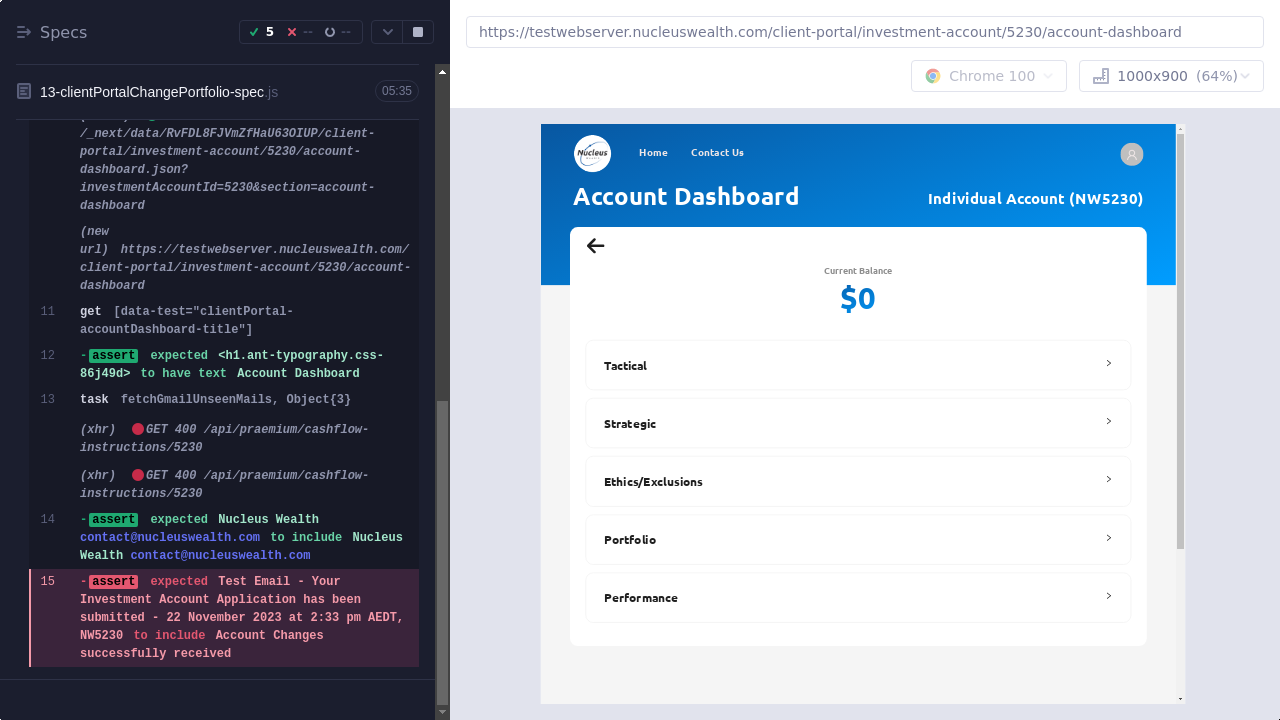 Specs
5
--
--
13-clientPortalChangePortfolio-spec.js
05:35
/_next/data/RvFDL8FJVmZfHaU63OIUP/client-
portal/investment-account/5230/account-
dashboard.json?
investmentAccountId=5230&section=account-
dashboard
(new
url) https://testwebserver.nucleuswealth.com/
client-portal/investment-account/5230/account-
dashboard
11 get [data-test="clientPortal-
accountDashboard-title"]
12 -assert expected <h1.ant-typography.css-
86j49d> to have text Account Dashboard
13 task fetchGmailUnseenMails, Object{3}
(xhr) GET 400 /api/praemium/cashflow-
instructions/5230
(xhr) GET 400 /api/praemium/cashflow-
instructions/5230
14 -assert expected Nucleus Wealth
contact@nucleuswealth.com to include Nucleus
Wealth contact@nucleuswealth.com
15 -assert expected Test Email - Your
Investment Account Application has been
submitted - 22 November 2023 at 2:33 pm AEDT,
NW5230 to include Account Changes
successfully received
https://testwebserver.nucleuswealth.com/client-portal/investment-account/5230/account-dashboard
Chrome 100
1000x900 (64%)
Nucleus
Home
Contact Us
Account Dashboard
Individual Account (NW5230)
Current Balance
$0
Tactical
Strategic
Ethics/Exclusions
Portfolio
Performance